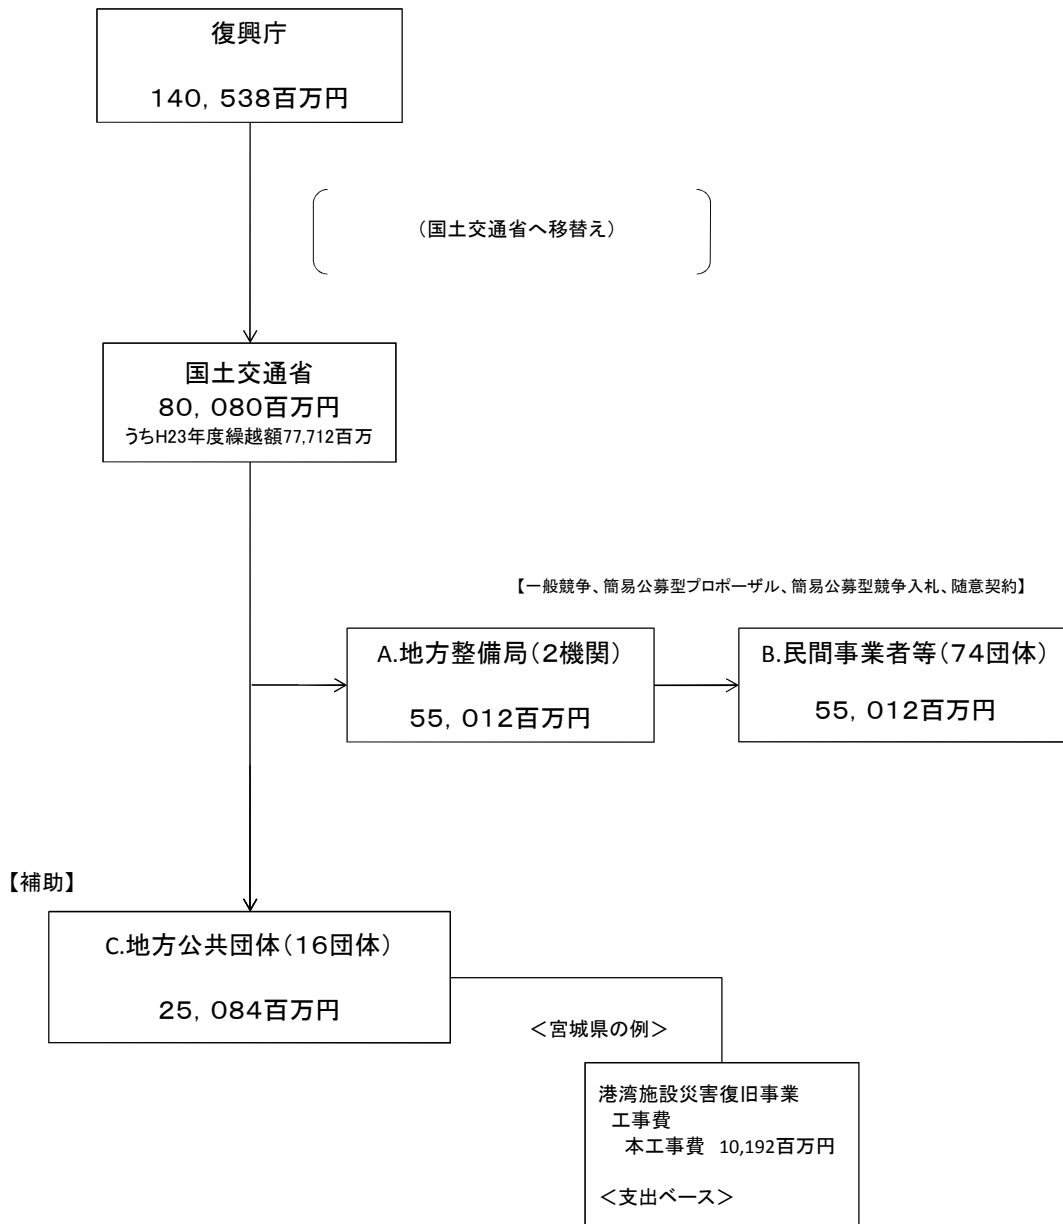 復興庁
140,538百万円
(国土交通省へ移替え)
国土交通省
80,080百万円
うちH23年度繰越額77,712百万
【一般競争、簡易公募型プロポーザル、簡易公募型競争入札、随意契約】
A.地方整備局(2機関)
55,012百万円
B.民間事業者等(74団体)
55,012百万円
【補助】
C.地方公共団体(16団体)
25,084百万円
<宮城県の例>
港湾施設災害復旧事業
工事費
本工事費 10,192百万円
<支出ベース>